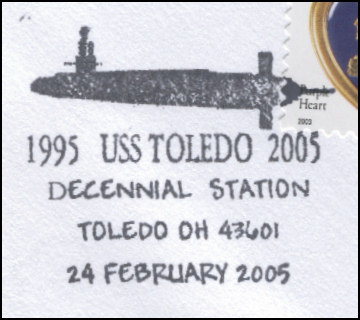 Purple
Heart
2003
1995 USS TOLEDO 2005
DECENNIAL STATION
TOLEDO OH 43601
24 FEBRUARY 2005